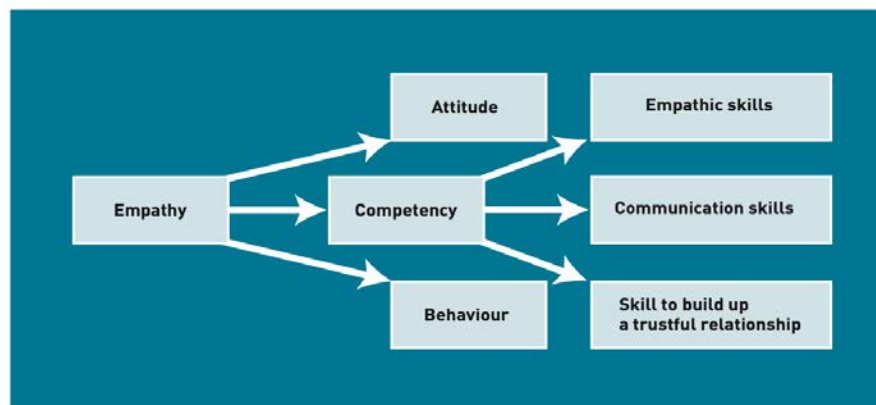 Attitude
Empathic skills
Empathy
Competency
Communication skills
Behaviour
Skill to build up
a trustful relationship